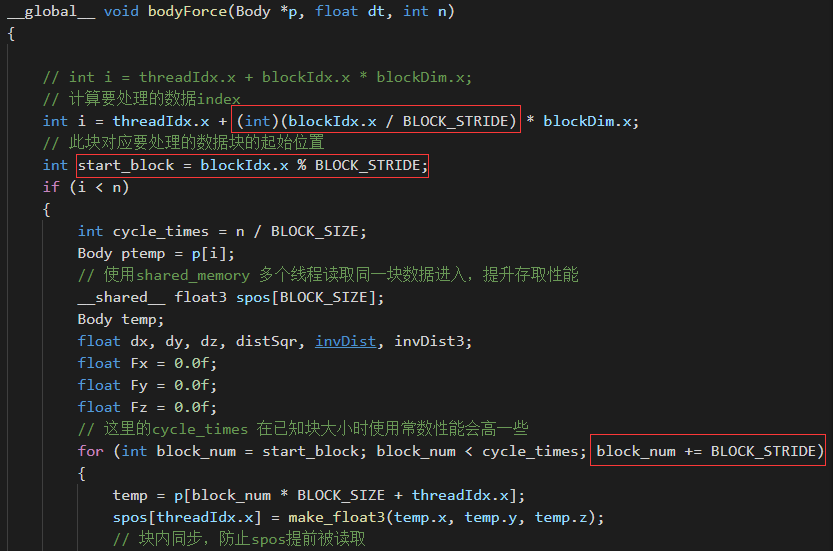 __global__ void bodyForce(Body *p, float dt, int n)
{
// int i = threadIdx.x + blockIdx.x * blockDim.x;
// 计算要处理的数据index
int i = threadIdx.x + (int)(blockIdx.x / BLOCK_STRIDE) * blockDim.x;
// 此块对应要处理的数据块的起始位置
int start_block = blockIdx.x % BLOCK_STRIDE;
if (i < n)
{
int cycle_times = n / BLOCK_SIZE;
Body ptemp = p[i];
// 使用shared_memory 多个线程读取同一块数据进入，提升存取性能
__shared__ float3 spos[BLOCK_SIZE];
Body temp;
float dx, dy, dz, distSqr, invDist, invDist3;
float Fx = 0.0f;
float Fy = 0.0f;
float Fz = 0.0f;
// 这里的cycle_times 在已知块大小时使用常数性能会高一些
for (int block_num = start_block; block_num < cycle_times; block_num += BLOCK_STRIDE)
{
temp = p[block_num * BLOCK_SIZE + threadIdx.x];
spos[threadIdx.x] = make_float3(temp.x, temp.y, temp.z);
// 块内同步，防止spos提前被读取